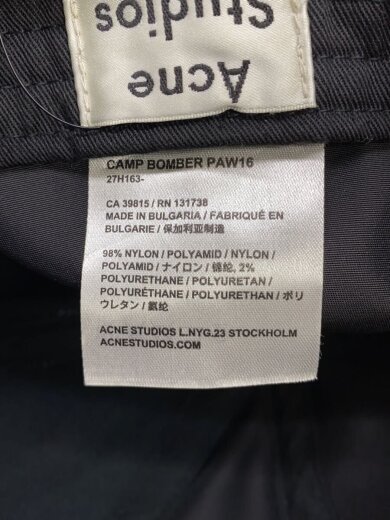 Acne
Studios
CAMP BOMBER PAW16
27H163-
CA 39815 / RN 131738
MADE IN BULGARIA / FABRIQUÉ EN
BULGARIE / 保加利亚制造
98% NYLON / POLYAMID / NYLON /
POLYAMID / ナイロン / 锦纶, 2%
POLYURETHANE / POLYURETAN /
POLYURÉTHANE / POLYURETHAN / ポリ
ウレタン / 氨纶
ACNE STUDIOS L.NYG.23 STOCKHOLM
ACNESTUDIOS.COM